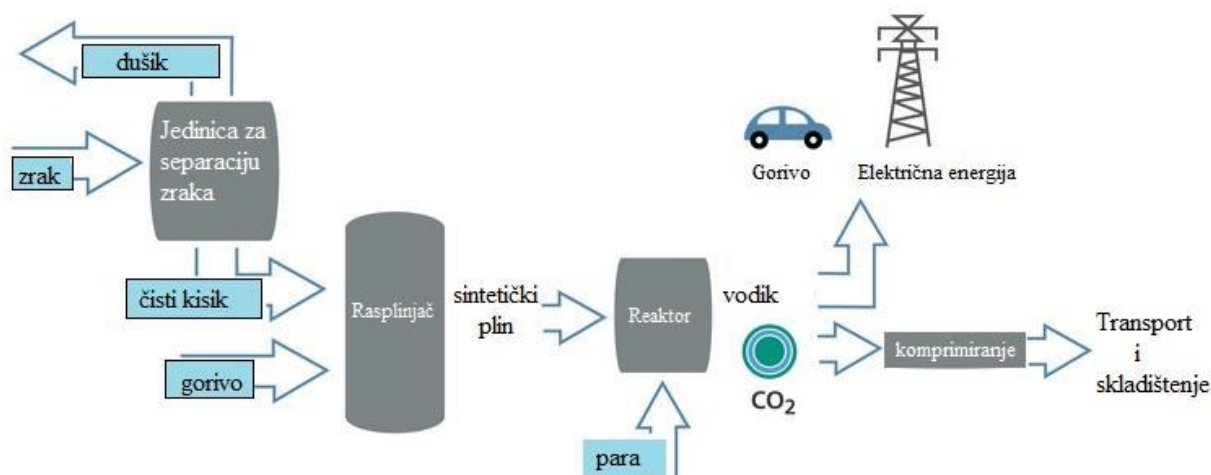 dušik
Jedinica za
separaciju
zraka
zrak
čisti kisik
gorivo
Rasplinjač
sintetički
plin
Reaktor
para
vodik
CO₂
Gorivo
Električna energija
komprimiranje
Transport
i
skladištenje